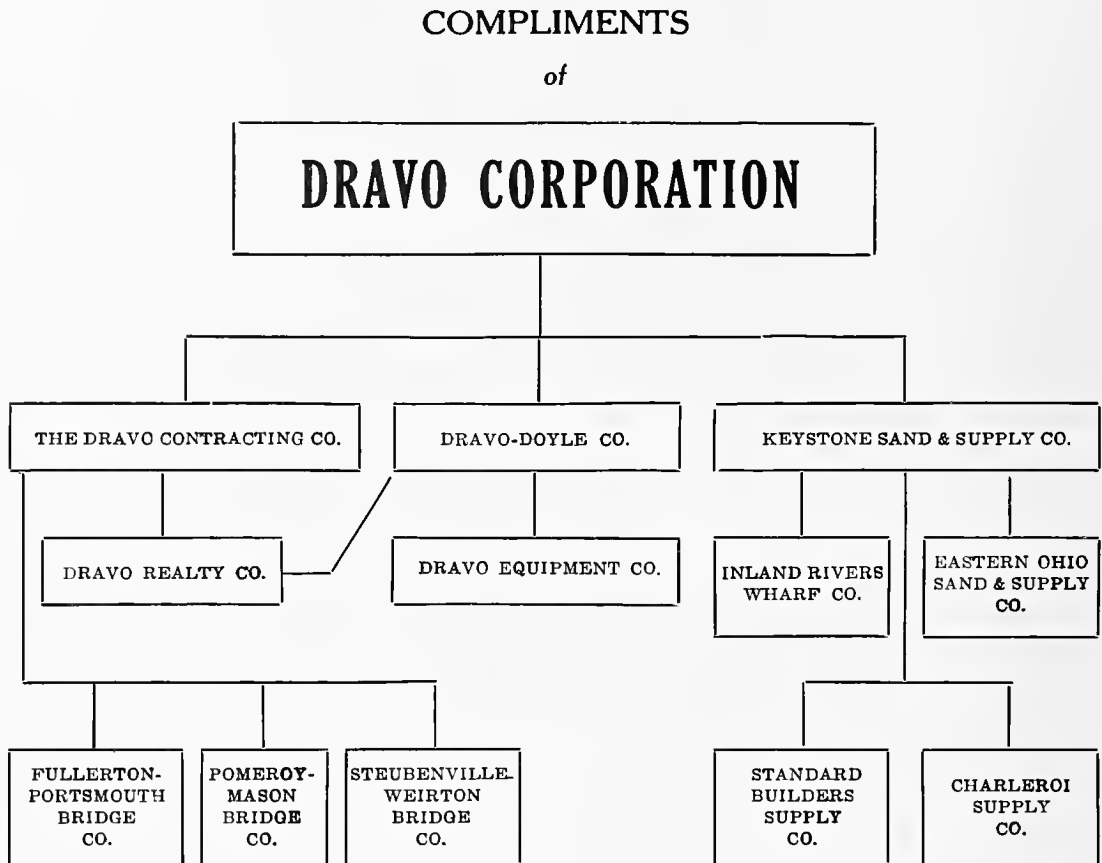 COMPLIMENTS
of
DRAVO CORPORATION
THE DRAVO CONTRACTING CO.
DRAVO-DOYLE CO.
KEYSTONE SAND & SUPPLY CO.
DRAVO REALTY CO.
DRAVO EQUIPMENT CO.
INLAND RIVERS
WHARF CO.
EASTERN OHIO
SAND & SUPPLY
CO.
FULLERTON-
PORTSMOUTH
BRIDGE
CO.
POMEROY-
MASON
BRIDGE
CO.
STEUBENVILLE-
WEIRTON
BRIDGE
CO.
STANDARD
BUILDERS
SUPPLY
CO.
CHARLEROI
SUPPLY
CO.